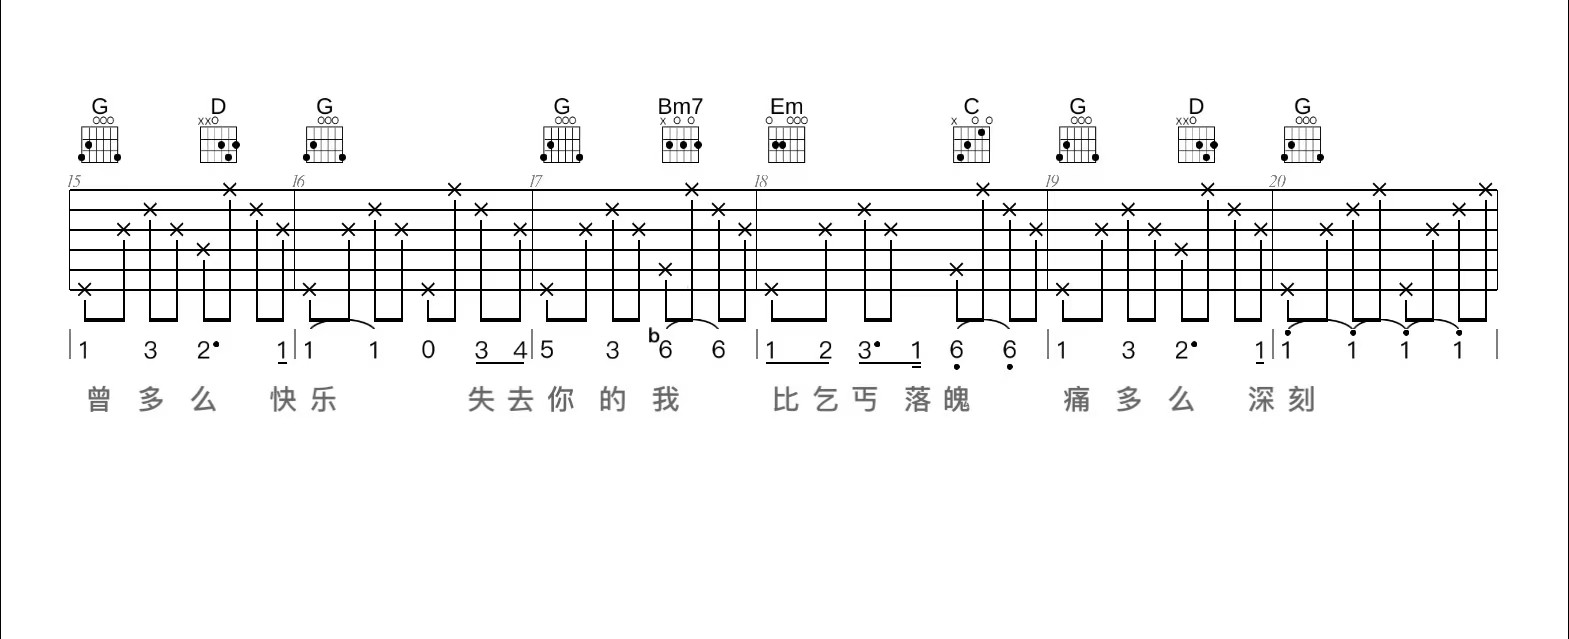 G D G G Bm7 Em C G D G
15 16 17 18 19 20
1 3 2• 1 1 1 0 3 4 5 3 b6 6 1 2 3• 1 6 6 1 3 2• 1 1 1 1 1
曾 多 么 快 乐 失 去 你 的 我 比 乞 丐 落 魄 痛 多 么 深 刻